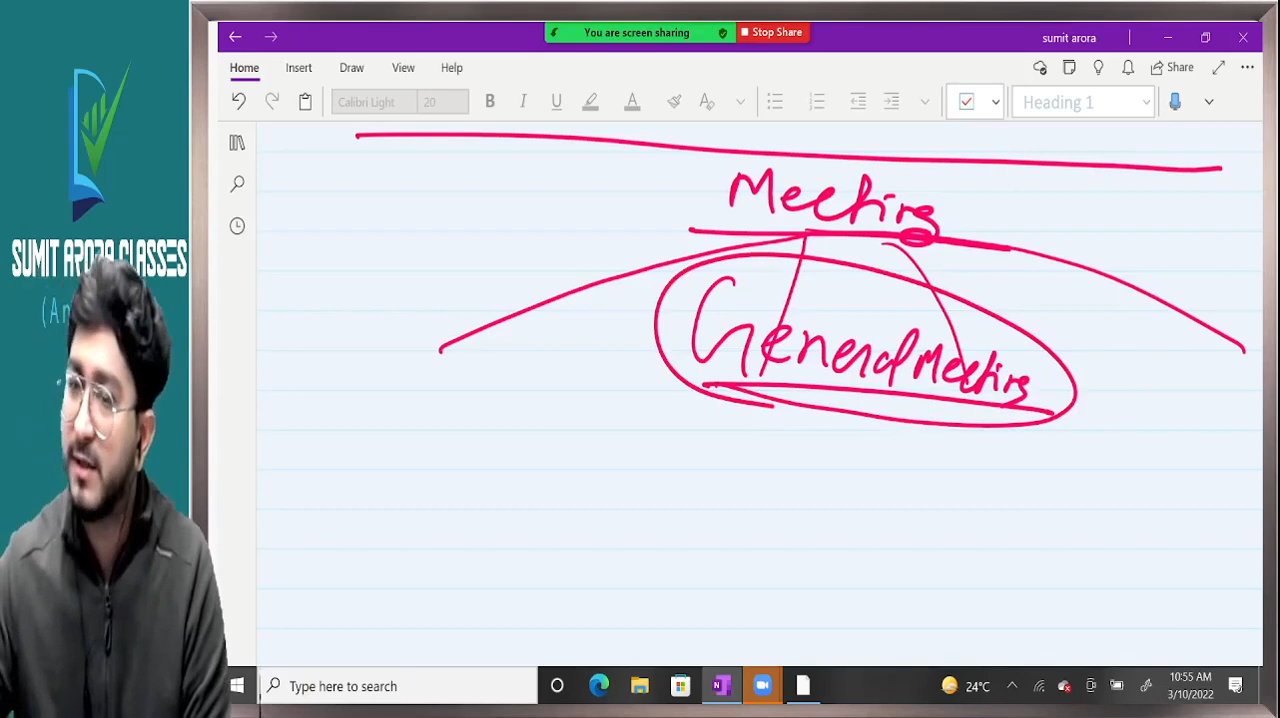 You are screen sharing
Stop Share
sumit arora
Home Insert Draw View Help
Share
Calibri Light 20 B I U A Heading 1
Meeting
SUMIT ARORA CLASSES
(An
General Meeting
Type here to search
24°C
10:55 AM
3/10/2022